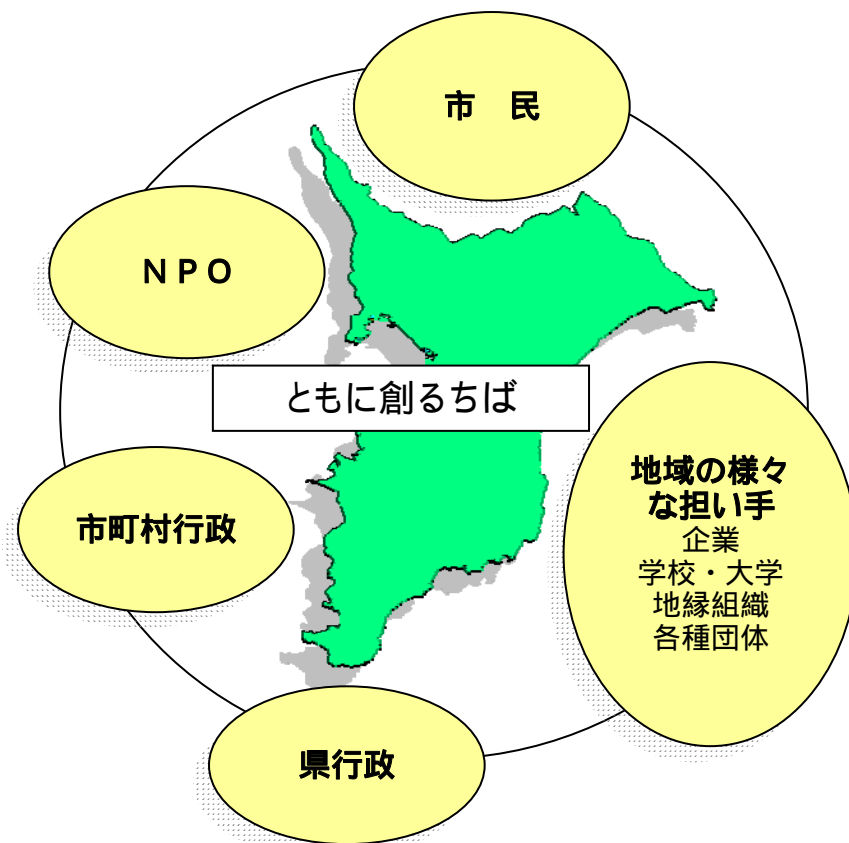 市　民
ＮＰＯ
ともに創るちば
地域の様々
な担い手
企業
学校・大学
地縁組織
各種団体
市町村行政
県行政